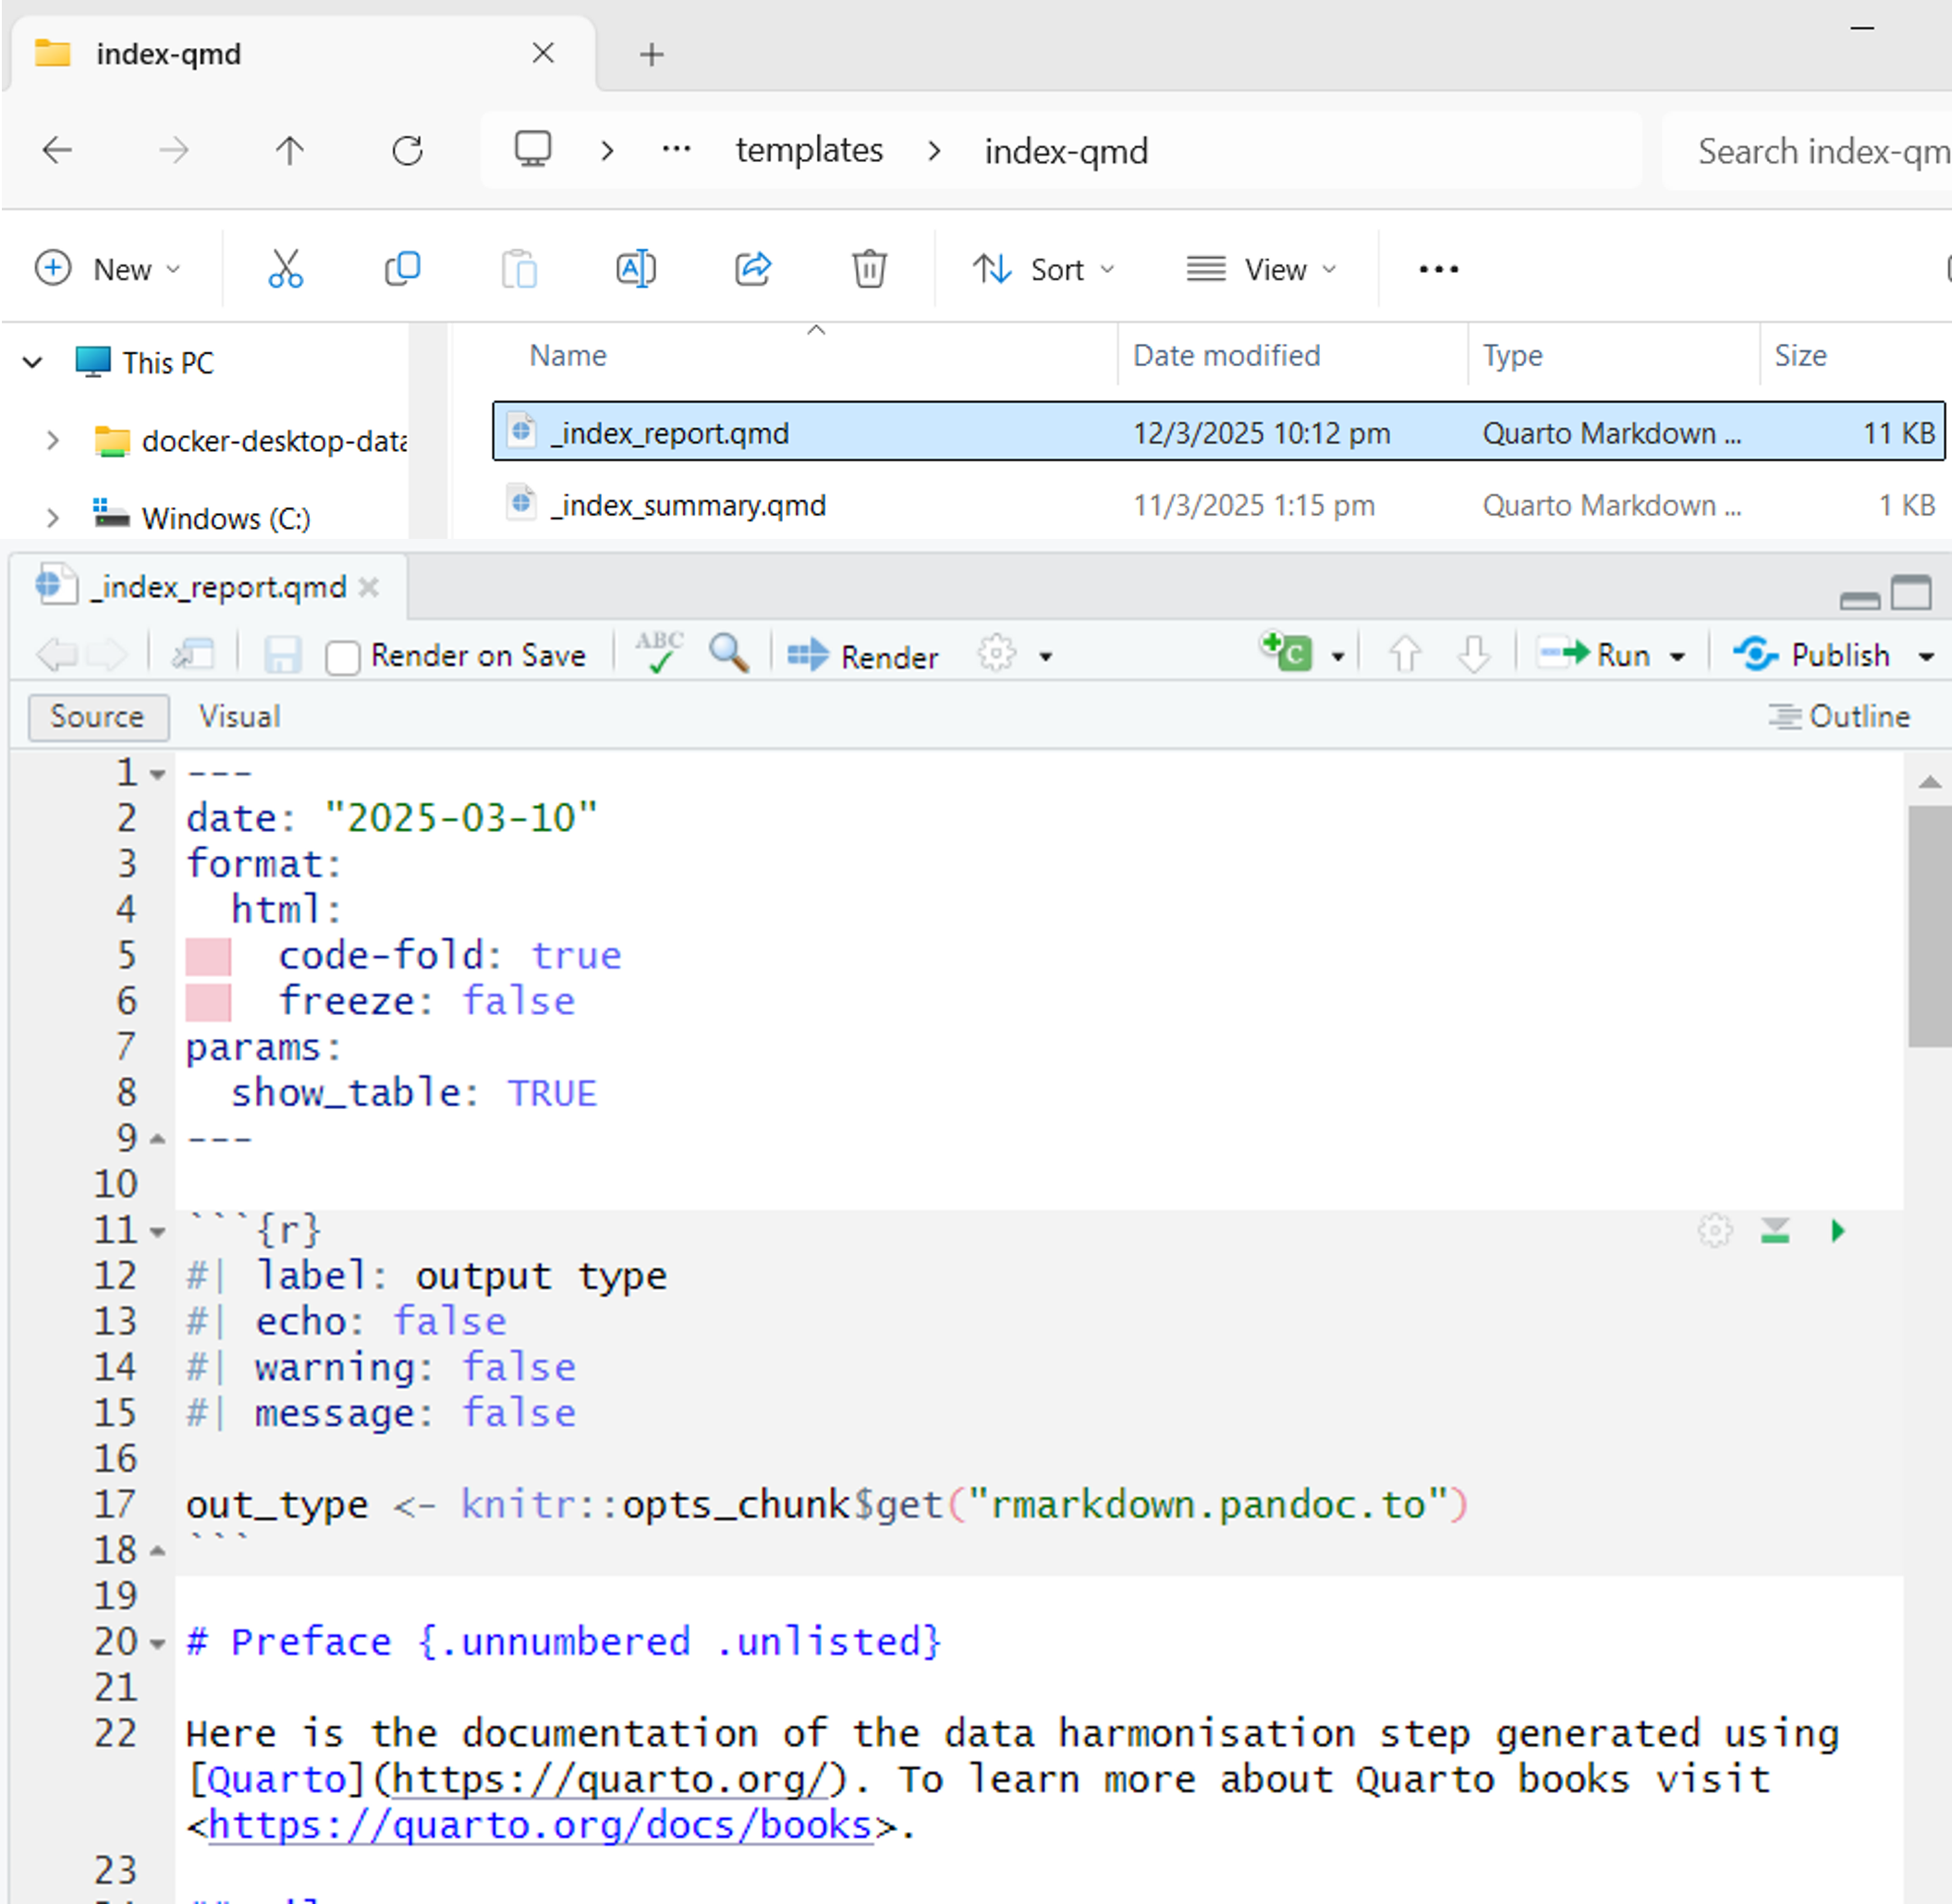 index-qmd
templates index-qmd Search index-qm
New Sort View
This PC
docker-desktop-data
Windows (C:)
Name Date modified Type Size
_index_report.qmd 12/3/2025 10:12 pm Quarto Markdown ... 11 KB
_index_summary.qmd 11/3/2025 1:15 pm Quarto Markdown ... 1 KB
_index_report.qmd
Render on Save ABC Render C Run Publish
Source Visual Outline
1 ---
2 date: "2025-03-10"
3 format:
4   html:
5     code-fold: true
6     freeze: false
7 params:
8   show_table: TRUE
9 ---
10
11 ```{r}
12 #| label: output type
13 #| echo: false
14 #| warning: false
15 #| message: false
16
17 out_type <- knitr::opts_chunk$get("rmarkdown.pandoc.to")
18 ```
19
20 # Preface {.unnumbered .unlisted}
21
22 Here is the documentation of the data harmonisation step generated using
[Quarto](https://quarto.org/). To learn more about Quarto books visit
<https://quarto.org/docs/books>.
23